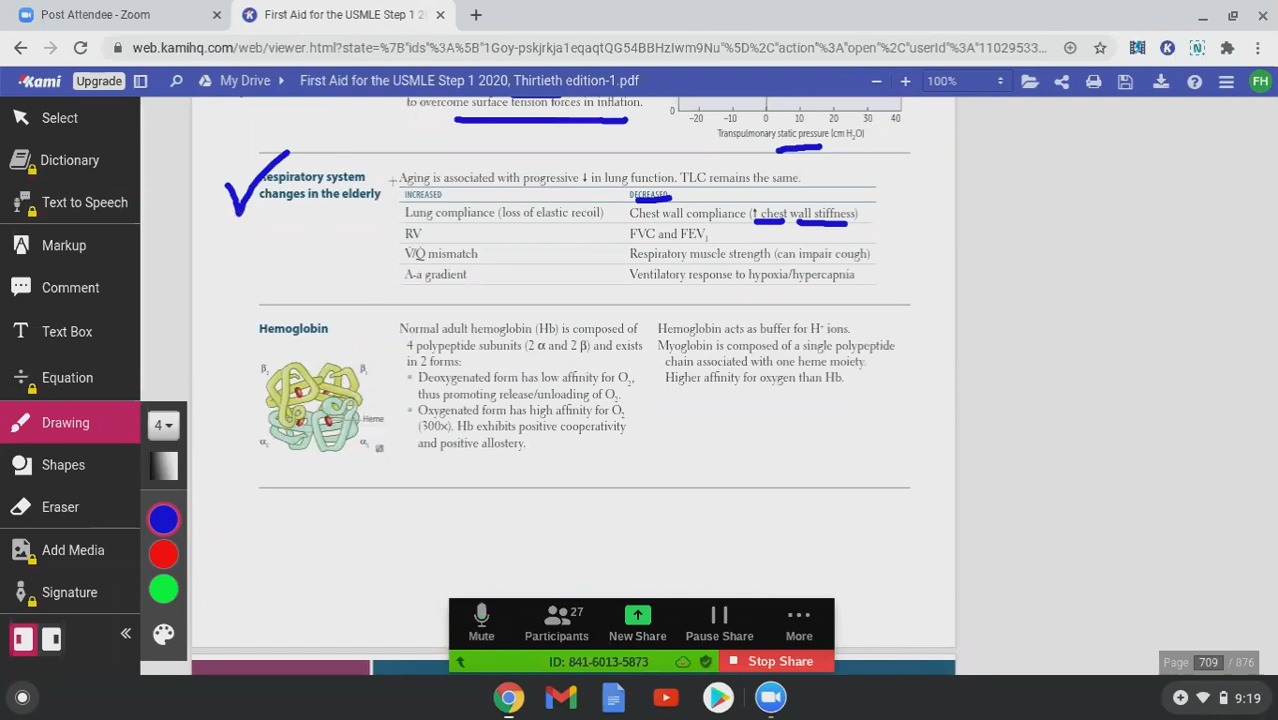 Post Attendee - Zoom
First Aid for the USMLE Step 1 2
web.kamihq.com/web/viewer.html?state=%7B"ids"%3A%5B"1Goy-pskjrkja1eqaqtQG54BBHzIwm9Nu"%5D%2C"action"%3A"open"%2C"userId"%3A"11029533...
Kami Upgrade My Drive First Aid for the USMLE Step 1 2020, Thirtieth edition-1.pdf 100% FH
Select
Dictionary
Text to Speech
Markup
Comment
Text Box
Equation
Drawing
4
Shapes
Eraser
Add Media
Signature
to overcome surface tension forces in inflation.
0
−20 −10 0 10 20 30 40
Transpulmonary static pressure (cm H₂O)
Respiratory system
changes in the elderly
Aging is associated with progressive ↓ in lung function. TLC remains the same.
INCREASED DECREASED
Lung compliance (loss of elastic recoil) Chest wall compliance (↑ chest wall stiffness)
RV FVC and FEV₁
V̇/Q̇ mismatch Respiratory muscle strength (can impair cough)
A-a gradient Ventilatory response to hypoxia/hypercapnia
Hemoglobin
β₂ β₁
Heme
α₂ α₁
Normal adult hemoglobin (Hb) is composed of
4 polypeptide subunits (2 α and 2 β) and exists
in 2 forms:
▪ Deoxygenated form has low affinity for O₂,
thus promoting release/unloading of O₂.
▪ Oxygenated form has high affinity for O₂
(300×). Hb exhibits positive cooperativity
and positive allostery.
Hemoglobin acts as buffer for H⁺ ions.
Myoglobin is composed of a single polypeptide
chain associated with one heme moiety.
Higher affinity for oxygen than Hb.
Mute
27
Participants
New Share
Pause Share
More
ID: 841-6013-5873
Stop Share
Page 709 / 876
9:19